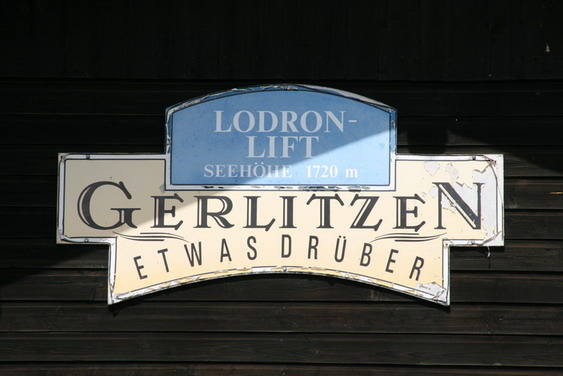 LODRON-
LIFT
SEEHÖHE 1720 m
GERLITZEN
ETWAS DRÜBER